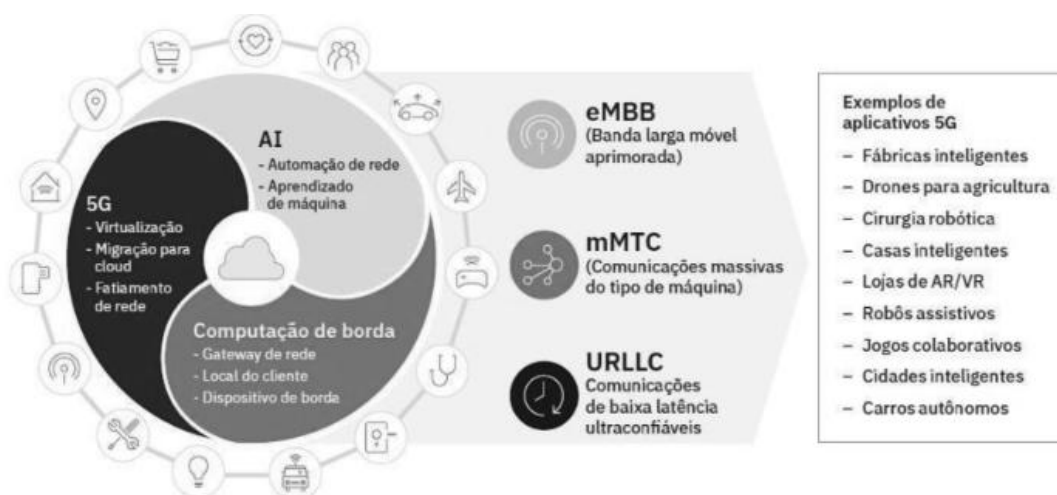 AI
- Automação de rede
- Aprendizado
de máquina
5G
- Virtualização
- Migração para
cloud
- Fatiamento
de rede
Computação de borda
- Gateway de rede
- Local do cliente
- Dispositivo de borda
eMBB
(Banda larga móvel
aprimorada)
mMTC
(Comunicações massivas
do tipo de máquina)
URLLC
Comunicações
de baixa latência
ultraconfiáveis
Exemplos de
aplicativos 5G
– Fábricas inteligentes
– Drones para agricultura
– Cirurgia robótica
– Casas inteligentes
– Lojas de AR/VR
– Robôs assistivos
– Jogos colaborativos
– Cidades inteligentes
– Carros autônomos